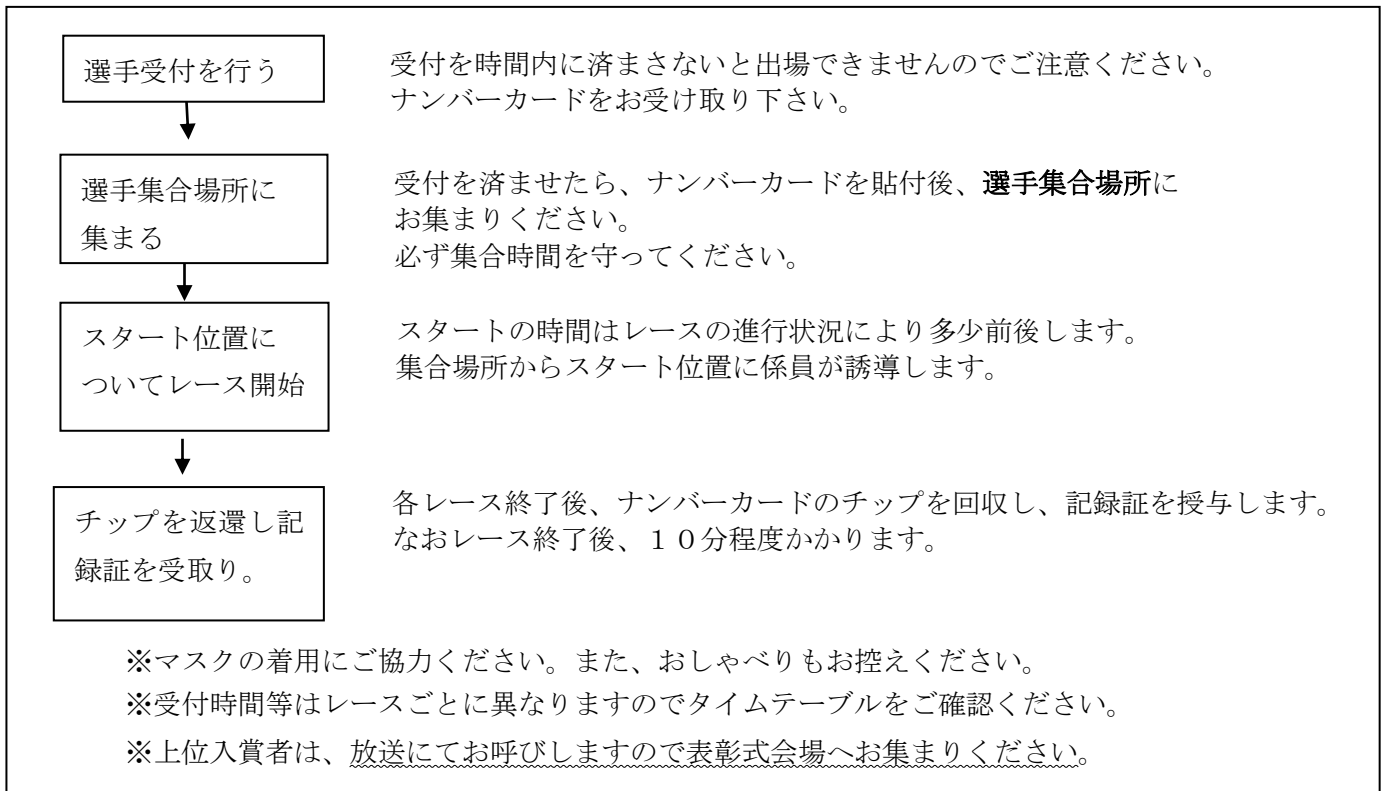 選手受付を行う
受付を時間内に済まさないと出場できませんのでご注意ください。
ナンバーカードをお受け取り下さい。
選手集合場所に
集まる
受付を済ませたら、ナンバーカードを貼付後、選手集合場所に
お集まりください。
必ず集合時間を守ってください。
スタート位置に
ついてレース開始
スタートの時間はレースの進行状況により多少前後します。
集合場所からスタート位置に係員が誘導します。
チップを返還し記
録証を受取り。
各レース終了後、ナンバーカードのチップを回収し、記録証を授与します。
なおレース終了後、１０分程度かかります。
※マスクの着用にご協力ください。また、おしゃべりもお控えください。
※受付時間等はレースごとに異なりますのでタイムテーブルをご確認ください。
※上位入賞者は、放送にてお呼びしますので表彰式会場へお集まりください。